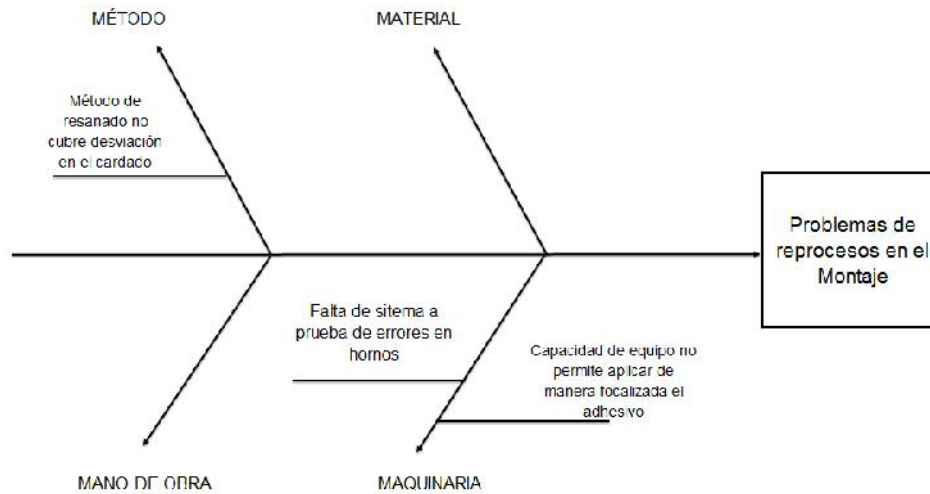 MÉTODO
MATERIAL
Método de
resanado no
cubre desviación
en el cardado
Problemas de
reprocesos en el
Montaje
Falta de sitema a
prueba de errores en
hornos
Capacidad de equipo no
permite aplicar de
manera focalizada el
adhesivo
MANO DE OBRA
MAQUINARIA